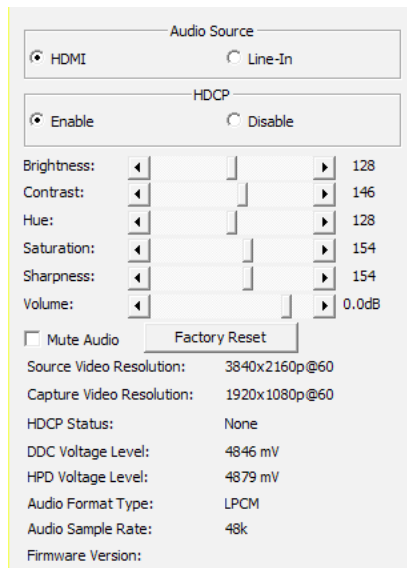 Audio Source
HDMI Line-In
HDCP
Enable Disable
Brightness: 128
Contrast: 146
Hue: 128
Saturation: 154
Sharpness: 154
Volume: 0.0dB
Mute Audio Factory Reset
Source Video Resolution: 3840x2160p@60
Capture Video Resolution: 1920x1080p@60
HDCP Status: None
DDC Voltage Level: 4846 mV
HPD Voltage Level: 4879 mV
Audio Format Type: LPCM
Audio Sample Rate: 48k
Firmware Version: